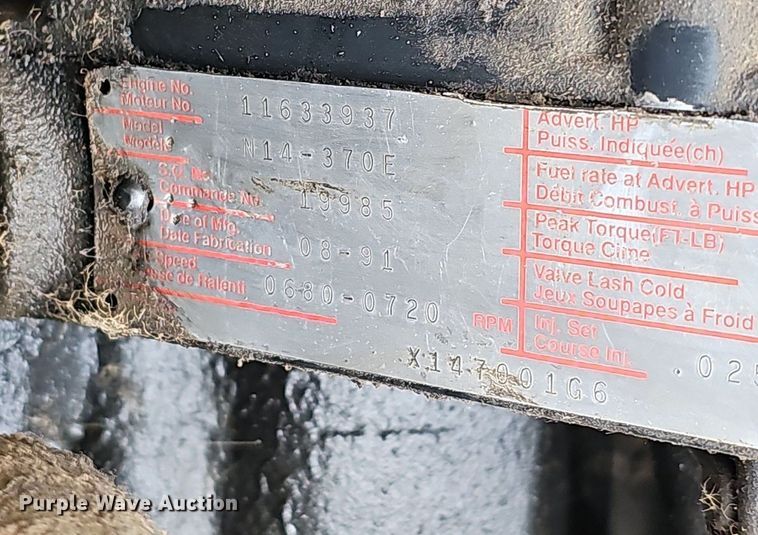 Engine No.
Moteur No. 11633937
Model
Modele N14-370E
S.O. No.
Commande No. 19985
Date of Mfg.
Date Fabrication 08-91
Speed
de Ralenti 0680-0720 RPM
X147001G6
Advert. HP
Puiss. Indiquée(ch)
Fuel rate at Advert. HP
Débit Combust. à Puiss
Peak Torque(FT-LB)
Torque Cime
Valve Lash Cold
Jeux Soupapes à Froid
Inj. Set
Course Inj. .025
Purple Wave Auction